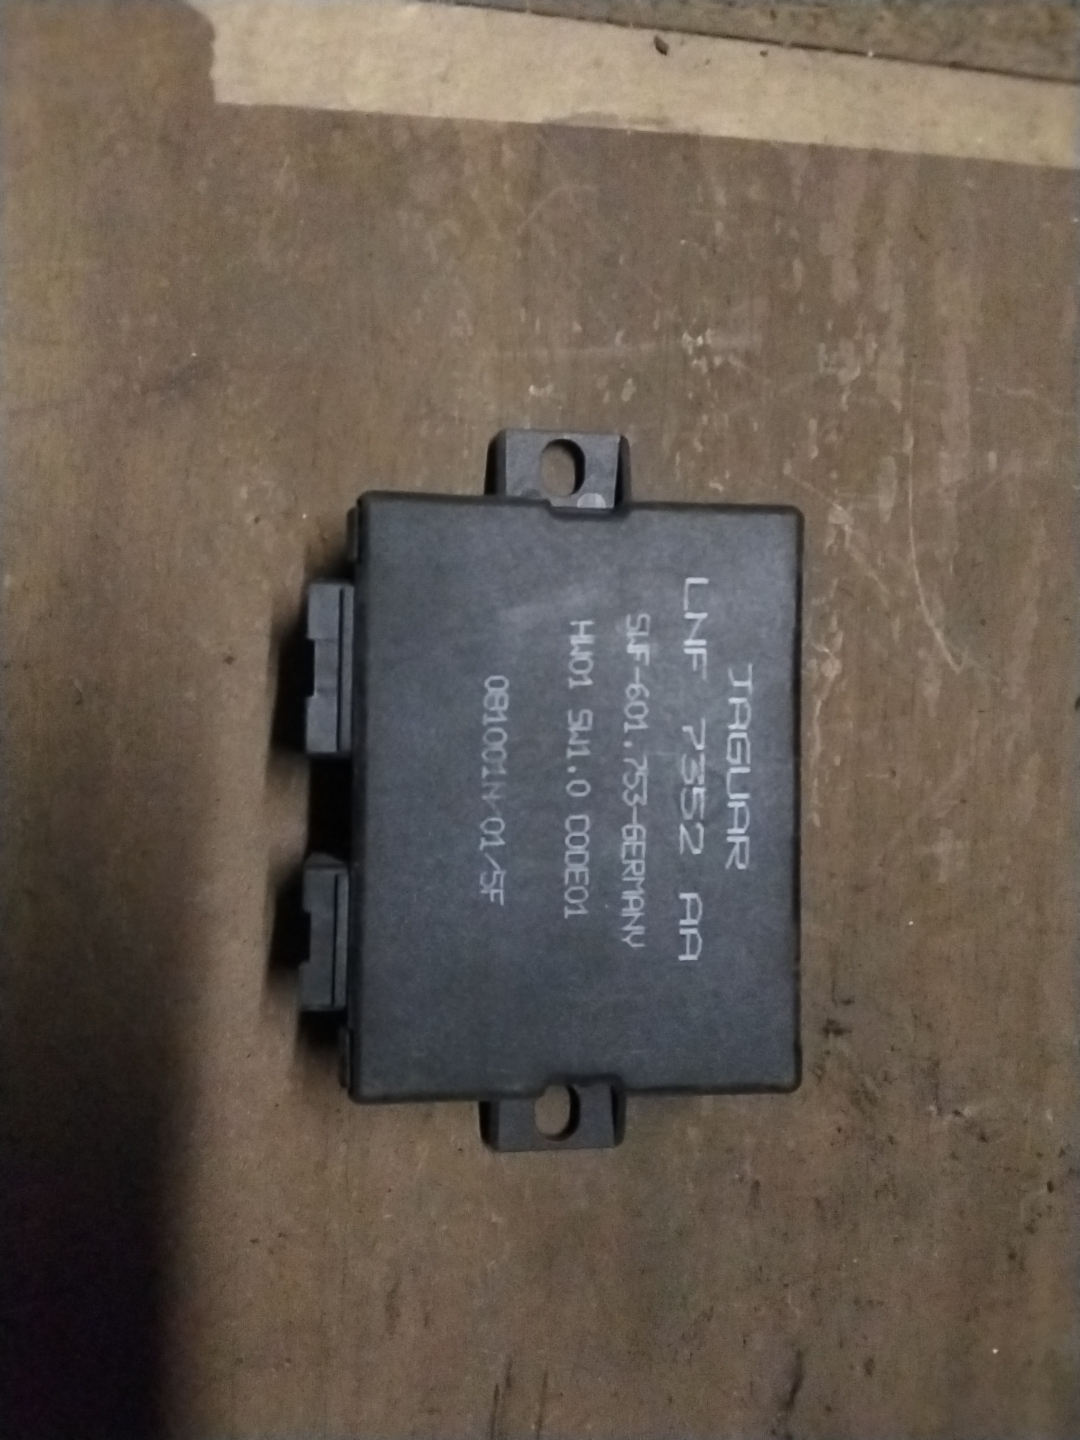 JAGUAR
LNF 7352 AA
SWF-601.753-GERMANY
HW01 SW1.0 CODE01
081001N-01/5F